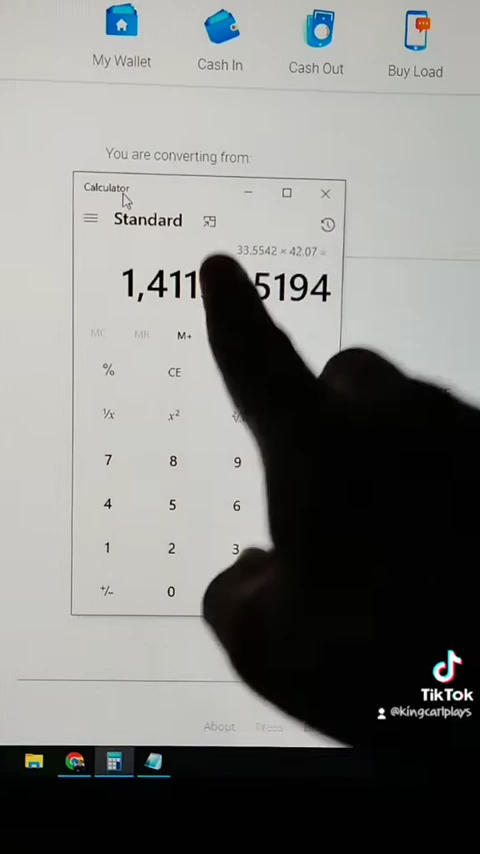 My Wallet
Cash In
Cash Out
Buy Load
You are converting from:
Calculator
Standard
33.5542 × 42.07 =
1,411 5194
MC MR M+
% CE
¹/x x²
7 8 9
4 5 6
1 2 3
+/- 0
About Press
TikTok
@kingcarlplays